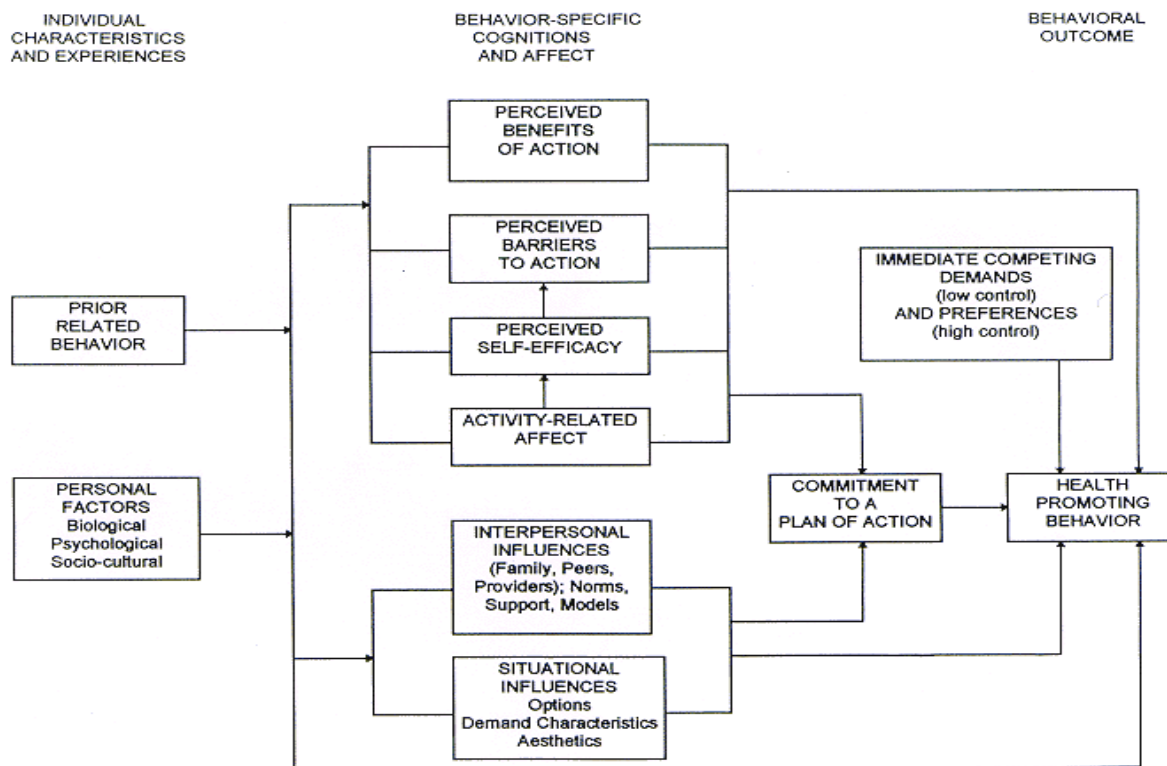 INDIVIDUAL
CHARACTERISTICS
AND EXPERIENCES
BEHAVIOR-SPECIFIC
COGNITIONS
AND AFFECT
BEHAVIORAL
OUTCOME
PERCEIVED
BENEFITS
OF ACTION
PERCEIVED
BARRIERS
TO ACTION
PERCEIVED
SELF-EFFICACY
ACTIVITY-RELATED
AFFECT
PRIOR
RELATED
BEHAVIOR
PERSONAL
FACTORS
Biological
Psychological
Socio-cultural
INTERPERSONAL
INFLUENCES
(Family, Peers,
Providers); Norms,
Support, Models
SITUATIONAL
INFLUENCES
Options
Demand Characteristics
Aesthetics
IMMEDIATE COMPETING
DEMANDS
(low control)
AND PREFERENCES
(high control)
COMMITMENT
TO A
PLAN OF ACTION
HEALTH
PROMOTING
BEHAVIOR